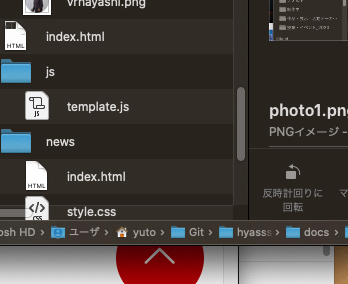 vrhayashi.png
HTML
index.html
js
JS
template.js
news
HTML
index.html
CSS
style.css
photo1.pn
PNGイメージ -
反時計回りに
回転
マ
osh HD › ユーザ › yuto › Git › hyasss › docs ›